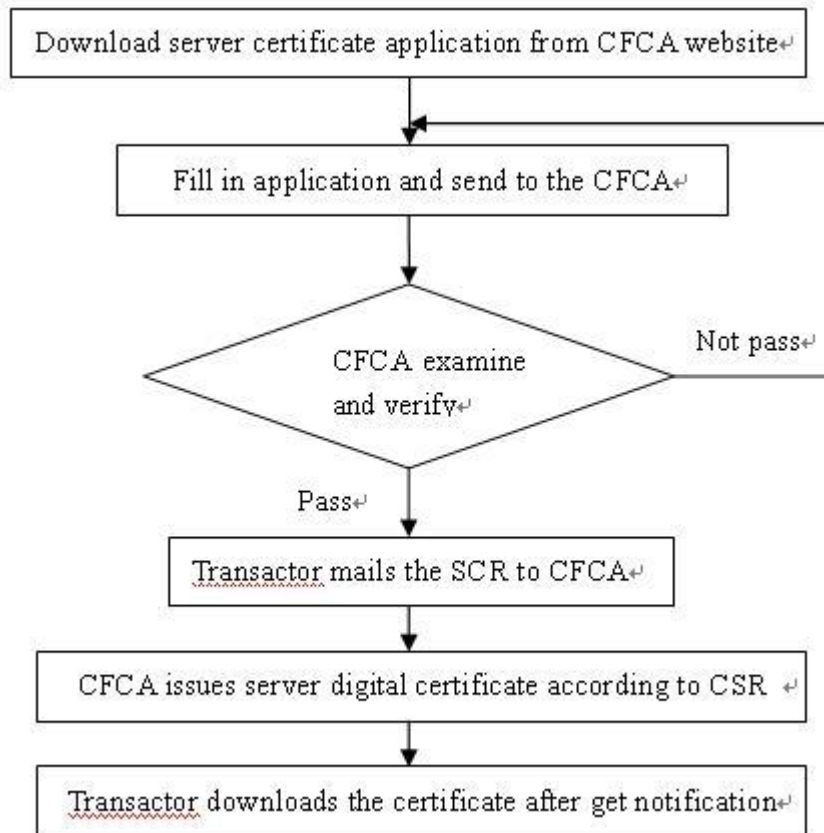 Download server certificate application from CFCA website
Fill in application and send to the CFCA
Not pass
CFCA examine
and verify
Pass
Transactor mails the SCR to CFCA
CFCA issues server digital certificate according to CSR
Transactor downloads the certificate after get notification